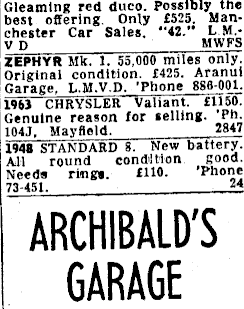 Gleaming red duco. Possibly the
best offering. Only £525. Man-
chester Car Sales. "42." L.M.-
V D MWFS
ZEPHYR Mk. 1. 55,000 miles only.
Original condition. £425. Aranui
Garage, L.M.V.D. 'Phone 886-001.
1963 CHRYSLER Valiant. £1150.
Genuine reason for selling. 'Ph.
104J, Mayfield. 2847
1948 STANDARD 8. New battery.
All round condition good.
Needs rings. £110. 'Phone
73-451. 24
ARCHIBALD'S
GARAGE